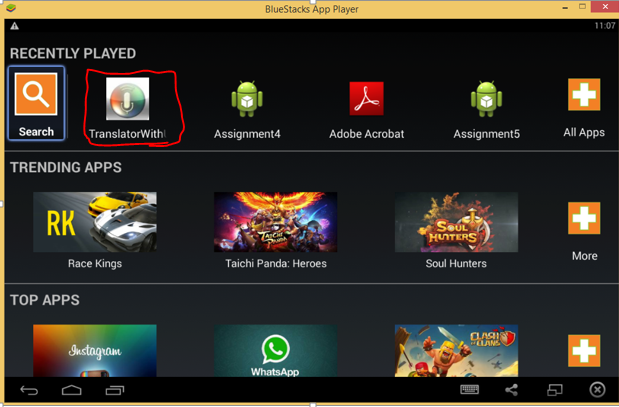 BlueStacks App Player
11:07
RECENTLY PLAYED
Search
TranslatorWith
Assignment4
Adobe Acrobat
Assignment5
All Apps
TRENDING APPS
RK
TAICHI PANDA
SOUL HUNTERS
Race Kings
Taichi Panda: Heroes
Soul Hunters
More
TOP APPS
Instagram
WhatsApp
CLASH OF CLANS